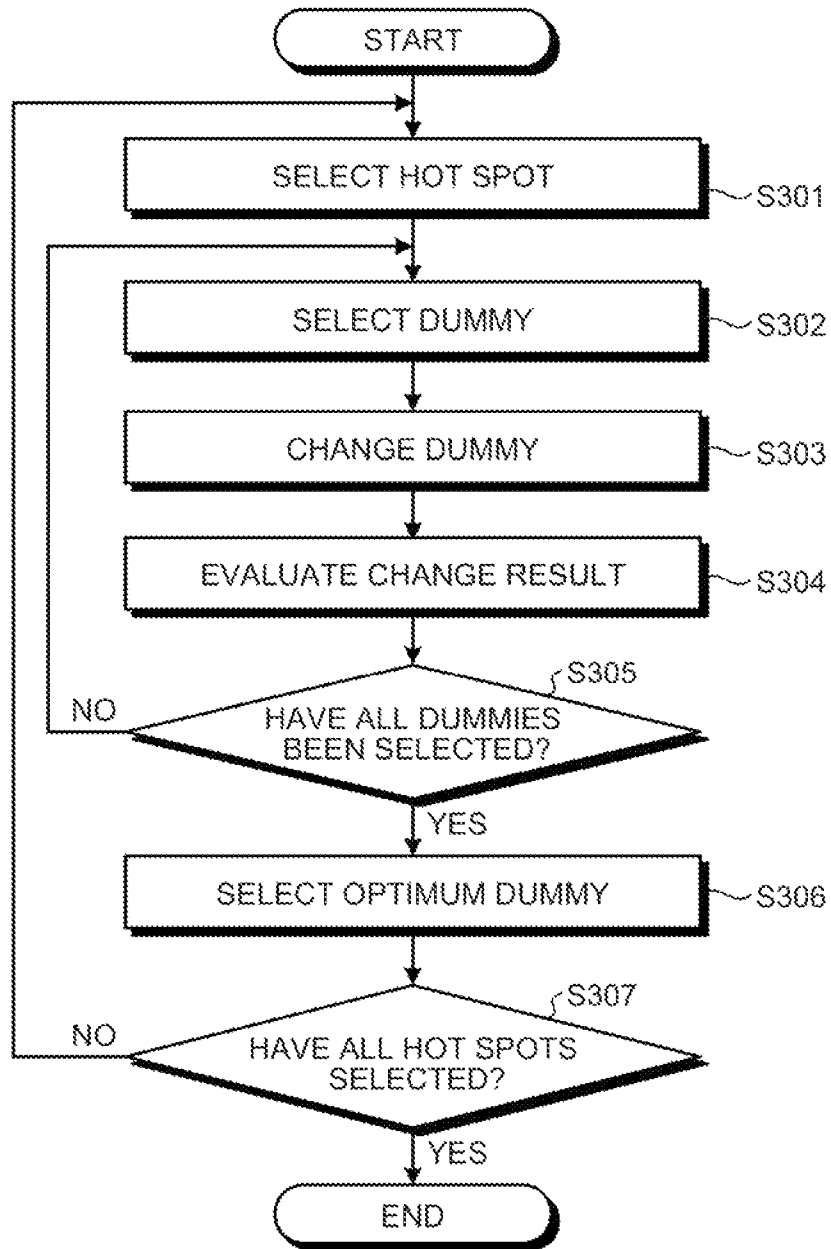 START
SELECT HOT SPOT
S301
SELECT DUMMY
S302
CHANGE DUMMY
S303
EVALUATE CHANGE RESULT
S304
S305
NO
HAVE ALL DUMMIES
BEEN SELECTED?
YES
SELECT OPTIMUM DUMMY
S306
S307
NO
HAVE ALL HOT SPOTS
SELECTED?
YES
END